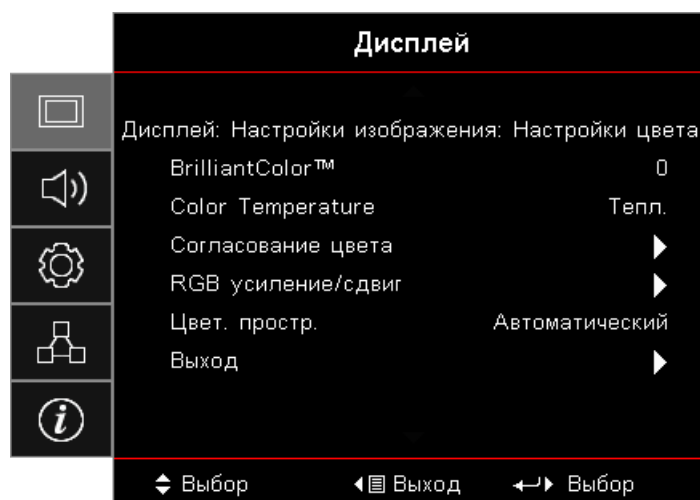 Дисплей
Дисплей: Настройки изображения: Настройки цвета
BrilliantColor™ 0
Color Temperature Тепл.
Согласование цвета
RGB усиление/сдвиг
Цвет. простр. Автоматический
Выход
Выбор Выход Выбор